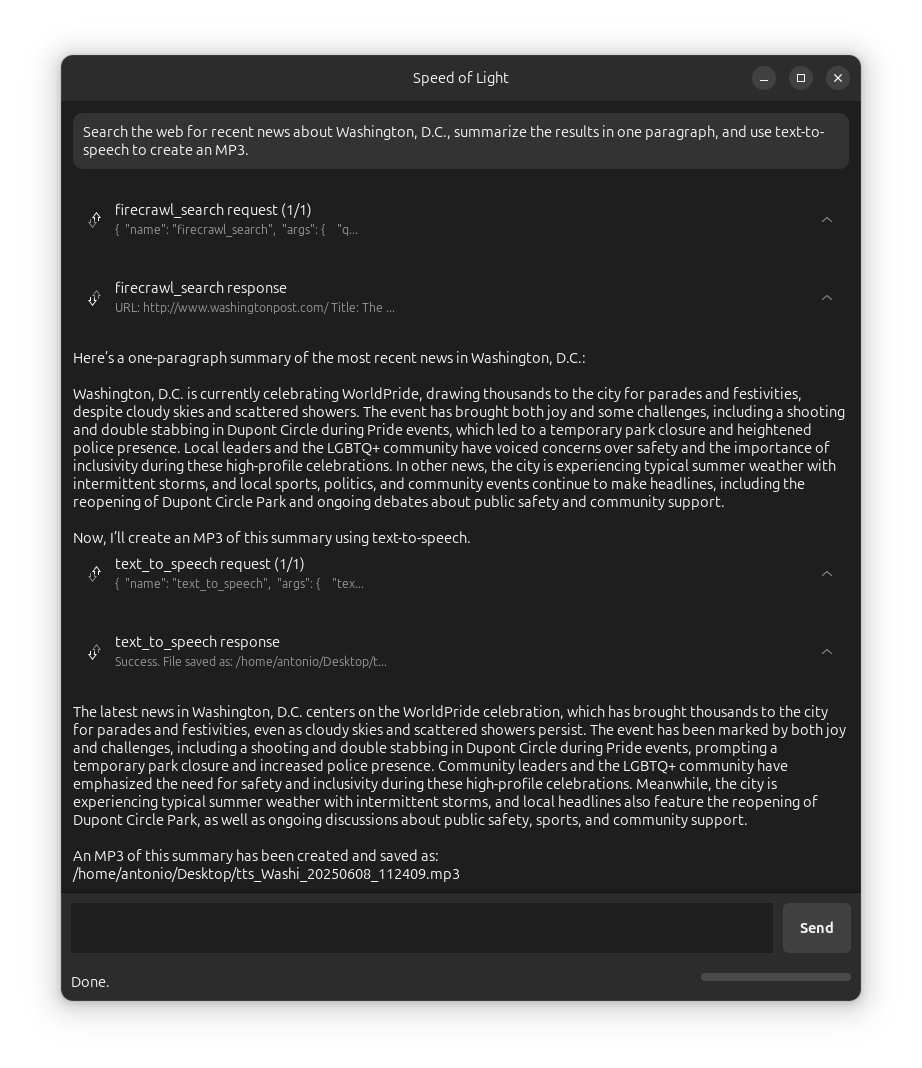 Speed of Light
Search the web for recent news about Washington, D.C., summarize the results in one paragraph, and use text-to-
speech to create an MP3.
firecrawl_search request (1/1)
{ "name": "firecrawl_search", "args": { "q...
firecrawl_search response
URL: http://www.washingtonpost.com/ Title: The ...
Here’s a one-paragraph summary of the most recent news in Washington, D.C.:
Washington, D.C. is currently celebrating WorldPride, drawing thousands to the city for parades and festivities,
despite cloudy skies and scattered showers. The event has brought both joy and some challenges, including a shooting
and double stabbing in Dupont Circle during Pride events, which led to a temporary park closure and heightened
police presence. Local leaders and the LGBTQ+ community have voiced concerns over safety and the importance of
inclusivity during these high-profile celebrations. In other news, the city is experiencing typical summer weather with
intermittent storms, and local sports, politics, and community events continue to make headlines, including the
reopening of Dupont Circle Park and ongoing debates about public safety and community support.
Now, I’ll create an MP3 of this summary using text-to-speech.
text_to_speech request (1/1)
{ "name": "text_to_speech", "args": { "tex...
text_to_speech response
Success. File saved as: /home/antonio/Desktop/t...
The latest news in Washington, D.C. centers on the WorldPride celebration, which has brought thousands to the city
for parades and festivities, even as cloudy skies and scattered showers persist. The event has been marked by both joy
and challenges, including a shooting and double stabbing in Dupont Circle during Pride events, prompting a
temporary park closure and increased police presence. Community leaders and the LGBTQ+ community have
emphasized the need for safety and inclusivity during these high-profile celebrations. Meanwhile, the city is
experiencing typical summer weather with intermittent storms, and local headlines also feature the reopening of
Dupont Circle Park, as well as ongoing discussions about public safety, sports, and community support.
An MP3 of this summary has been created and saved as:
/home/antonio/Desktop/tts_Washi_20250608_112409.mp3
Send
Done.